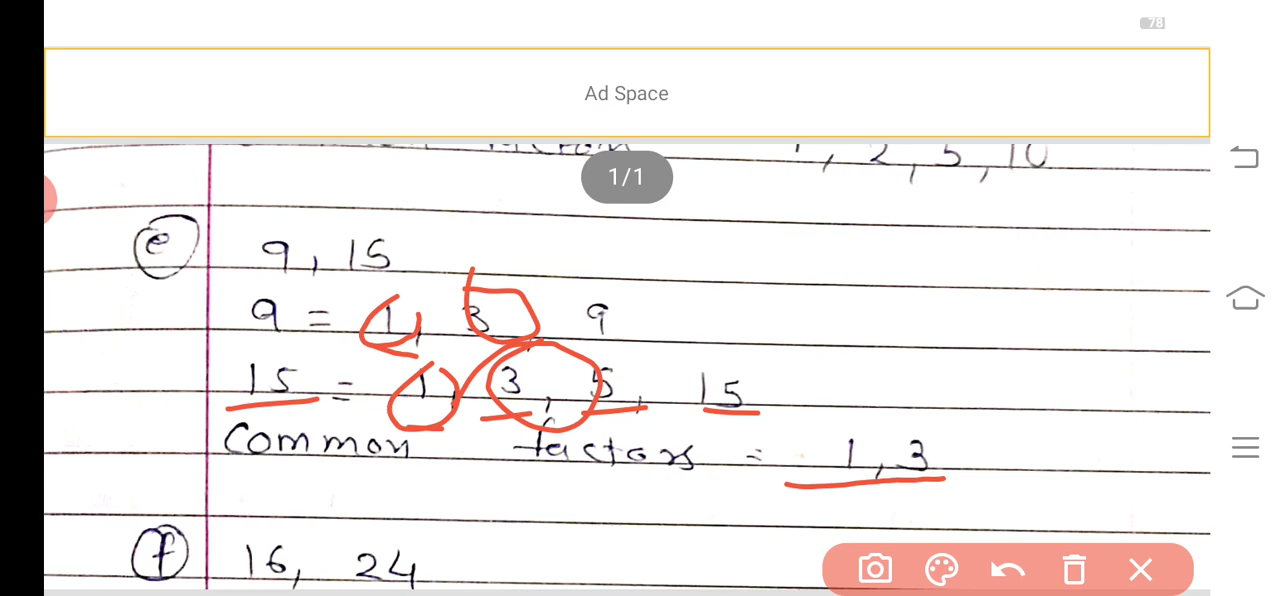 78
Ad Space
1, 2, 5, 10
1/1
e 9, 15
9 = 1, 3, 9
15 = 1, 3, 5, 15
Common factors = 1, 3
f 16, 24